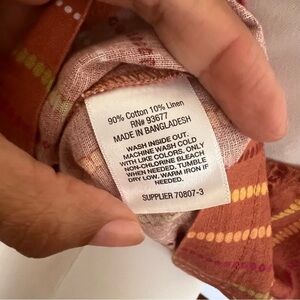 90% Cotton 10% Linen
RN# 93677
MADE IN BANGLADESH
WASH INSIDE OUT.
MACHINE WASH COLD
WITH LIKE COLORS, ONLY
NON-CHLORINE BLEACH
WHEN NEEDED. TUMBLE
DRY LOW. WARM IRON IF
NEEDED.
SUPPLIER 70807-3